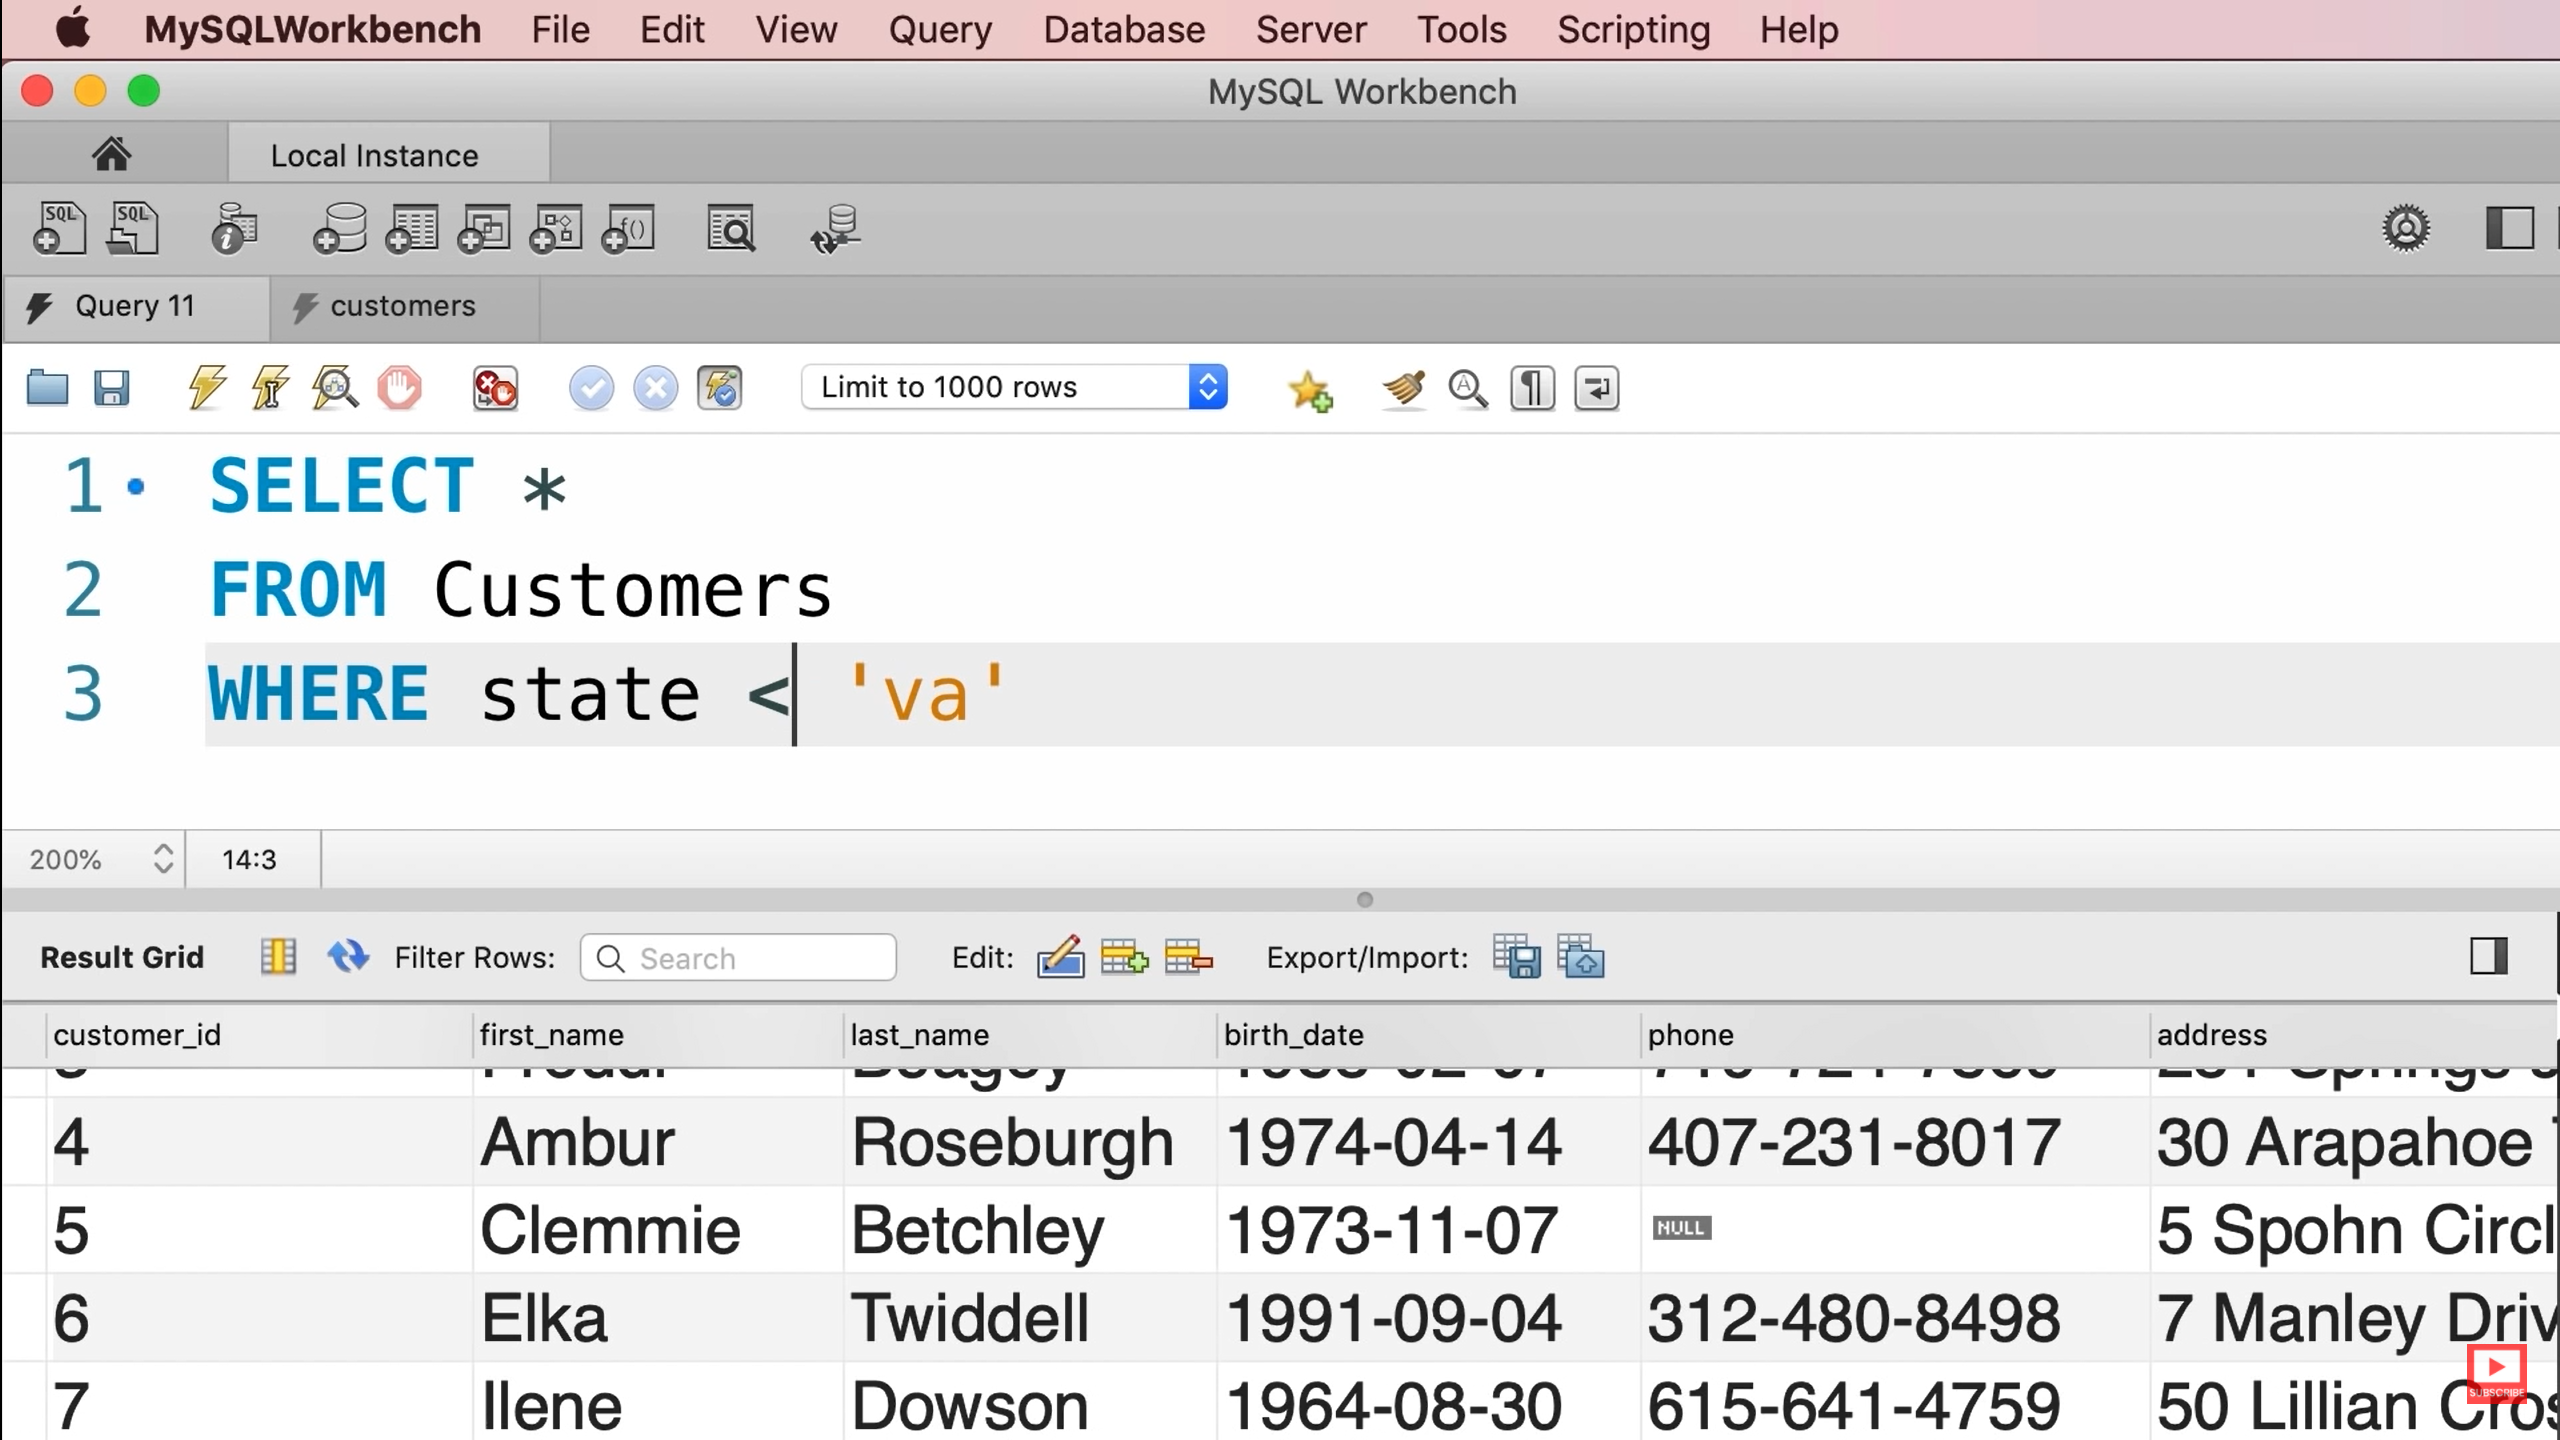 MySQLWorkbench File Edit View Query Database Server Tools Scripting Help
MySQL Workbench
Local Instance
SQL SQL i f()
Query 11 customers
Limit to 1000 rows
1 SELECT *
2 FROM Customers
3 WHERE state < 'va'
200% 14:3
Result Grid Filter Rows: Search Edit: Export/Import:
customer_id first_name last_name birth_date phone address
4 Ambur Roseburgh 1974-04-14 407-231-8017 30 Arapahoe
5 Clemmie Betchley 1973-11-07 NULL 5 Spohn Circl
6 Elka Twiddell 1991-09-04 312-480-8498 7 Manley Driv
7 Ilene Dowson 1964-08-30 615-641-4759 50 Lillian Cros
SUBSCRIBE